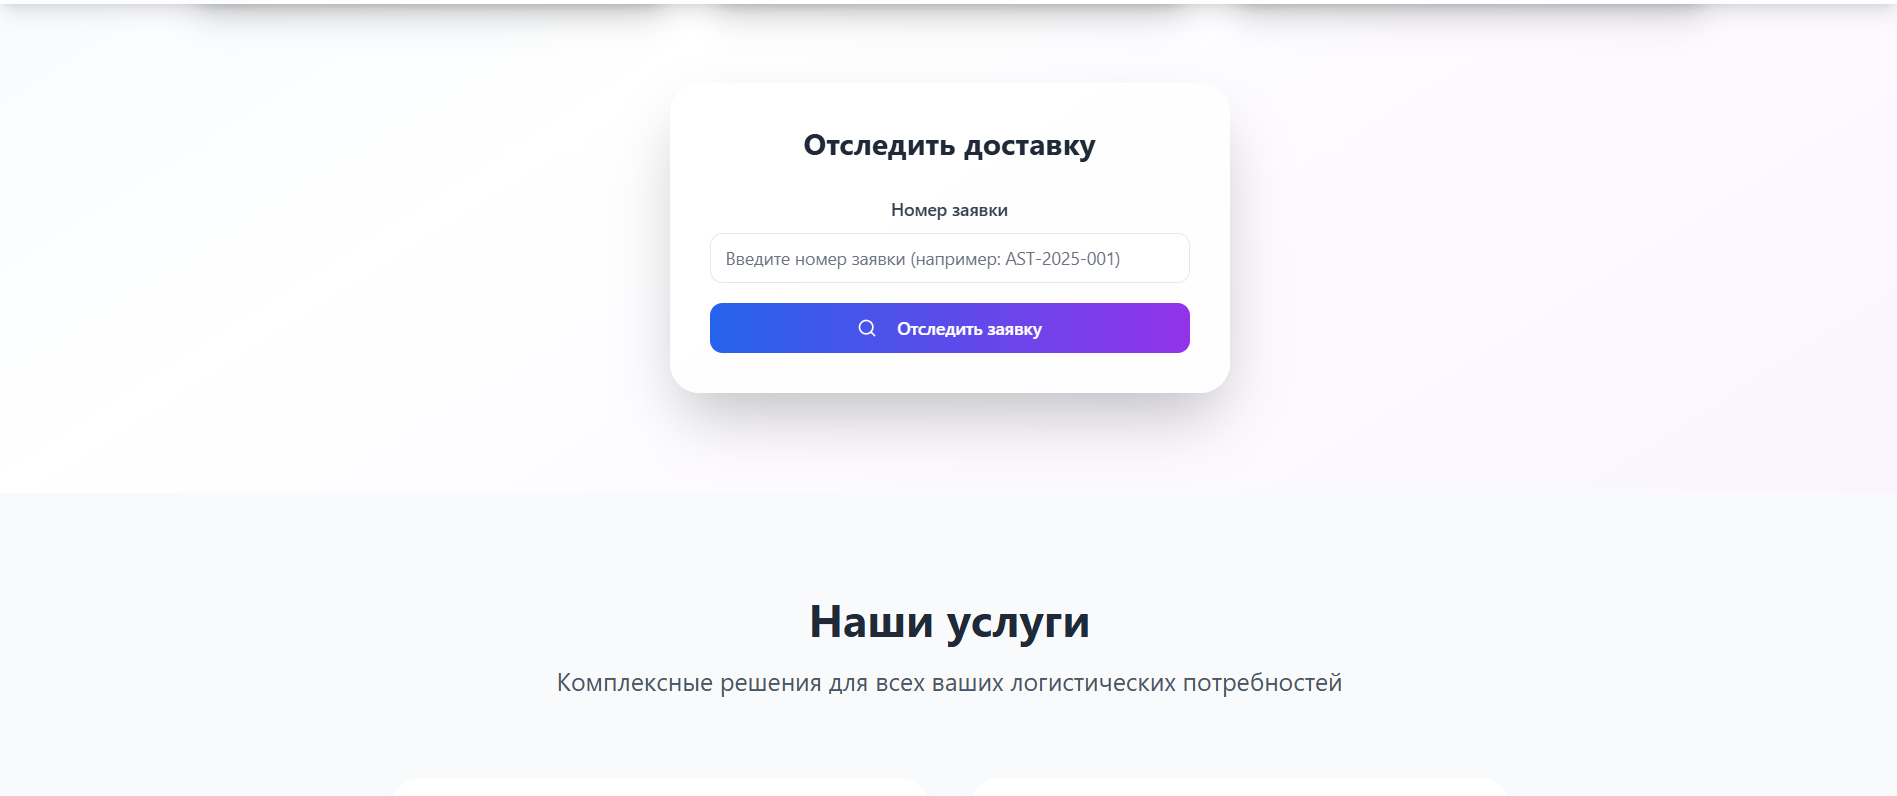 Отследить доставку
Номер заявки
Введите номер заявки (например: AST-2025-001)
Отследить заявку
Наши услуги
Комплексные решения для всех ваших логистических потребностей